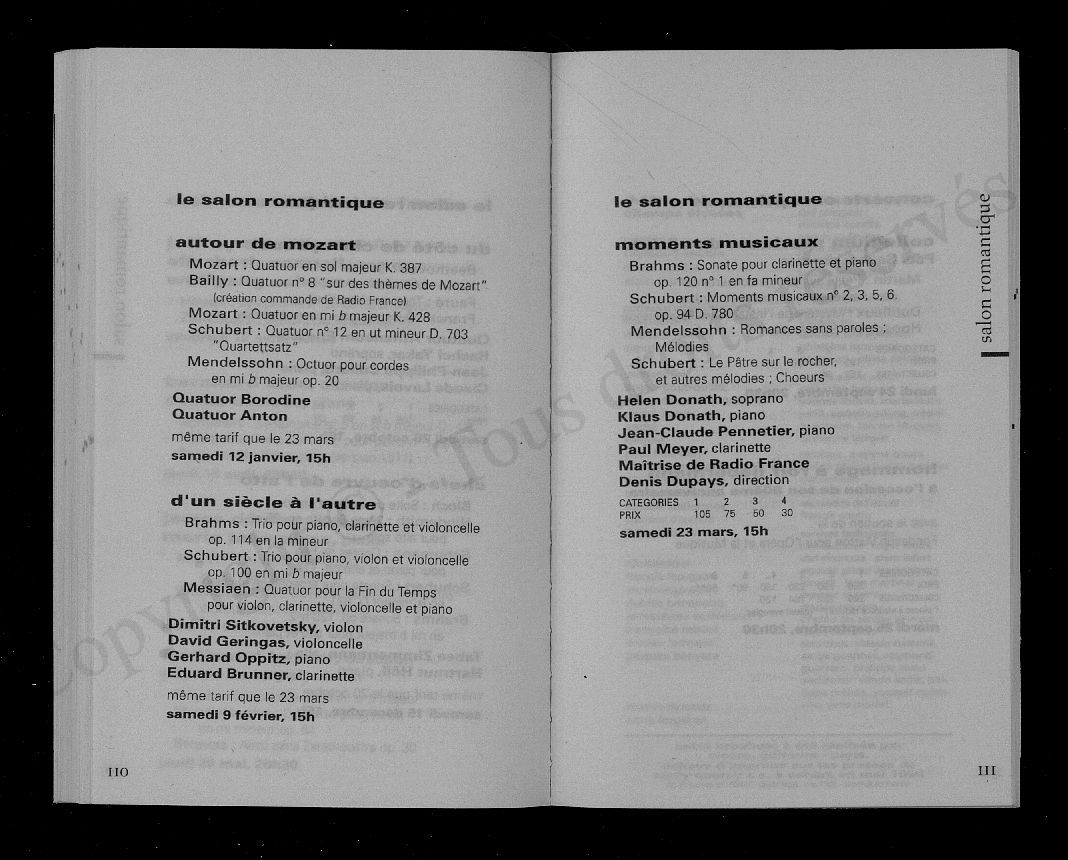 le salon romantique
autour de mozart
Mozart : Quatuor en sol majeur K. 387
Bailly : Quatuor n° 8 "sur des thèmes de Mozart"
(création commande de Radio France)
Mozart : Quatuor en mi b majeur K. 428
Schubert : Quatuor n° 12 en ut mineur D. 703
"Quartettsatz"
Mendelssohn : Octuor pour cordes
en mi b majeur op. 20
Quatuor Borodine
Quatuor Anton
même tarif que le 23 mars
samedi 12 janvier, 15h
d'un siècle à l'autre
Brahms : Trio pour piano, clarinette et violoncelle
op. 114 en la mineur
Schubert : Trio pour piano, violon et violoncelle
op. 100 en mi b majeur
Messiaen : Quatuor pour la Fin du Temps
pour violon, clarinette, violoncelle et piano
Dimitri Sitkovetsky, violon
David Geringas, violoncelle
Gerhard Oppitz, piano
Eduard Brunner, clarinette
même tarif que le 23 mars
samedi 9 février, 15h
110
le salon romantique
moments musicaux
Brahms : Sonate pour clarinette et piano
op. 120 n° 1 en fa mineur
Schubert : Moments musicaux n° 2, 3, 5, 6.
op. 94 D. 780
Mendelssohn : Romances sans paroles ;
Mélodies
Schubert : Le Pâtre sur le rocher,
et autres mélodies ; Choeurs
Helen Donath, soprano
Klaus Donath, piano
Jean-Claude Pennetier, piano
Paul Meyer, clarinette
Maîtrise de Radio France
Denis Dupays, direction
CATEGORIES 1 2 3 4
PRIX 105 75 50 30
samedi 23 mars, 15h
salon romantique
111
Copyright © Tous droits réservés